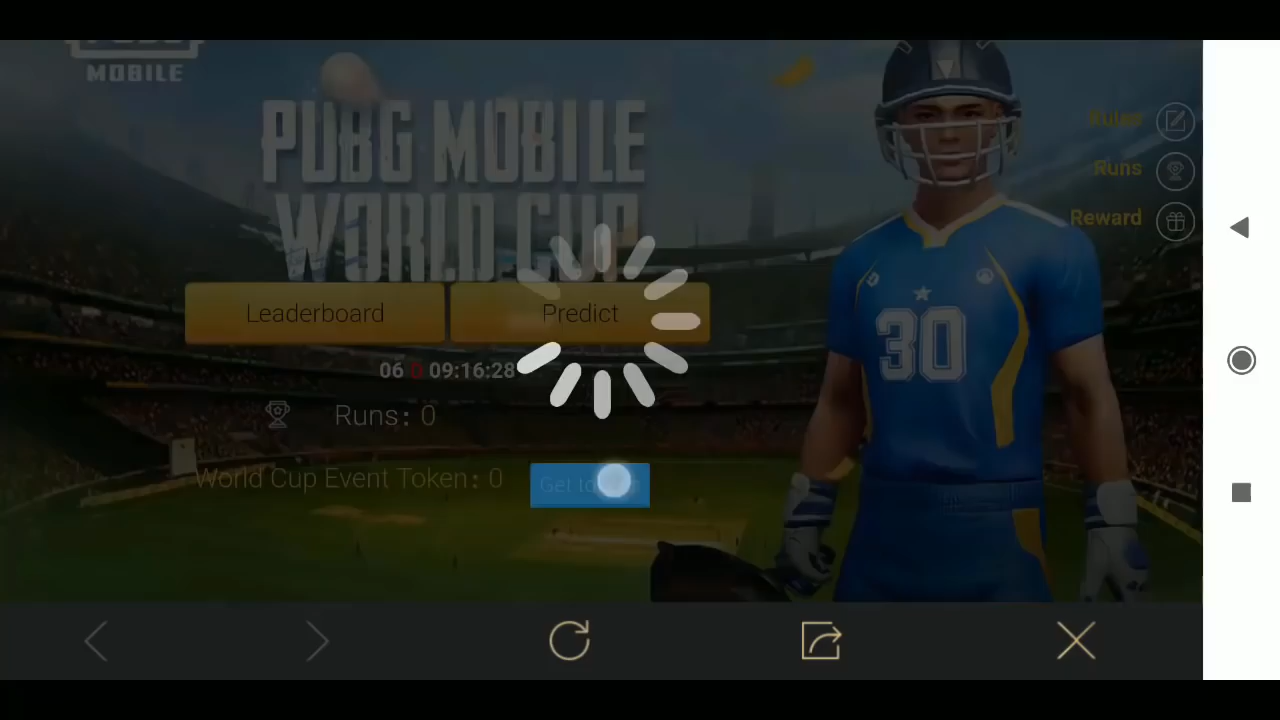 MOBILE
PUBG MOBILE
WORLD CUP
Rules
Runs
Reward
Leaderboard
Predict
06 D 09:16:28
Runs: 0
World Cup Event Token: 0
Get
30